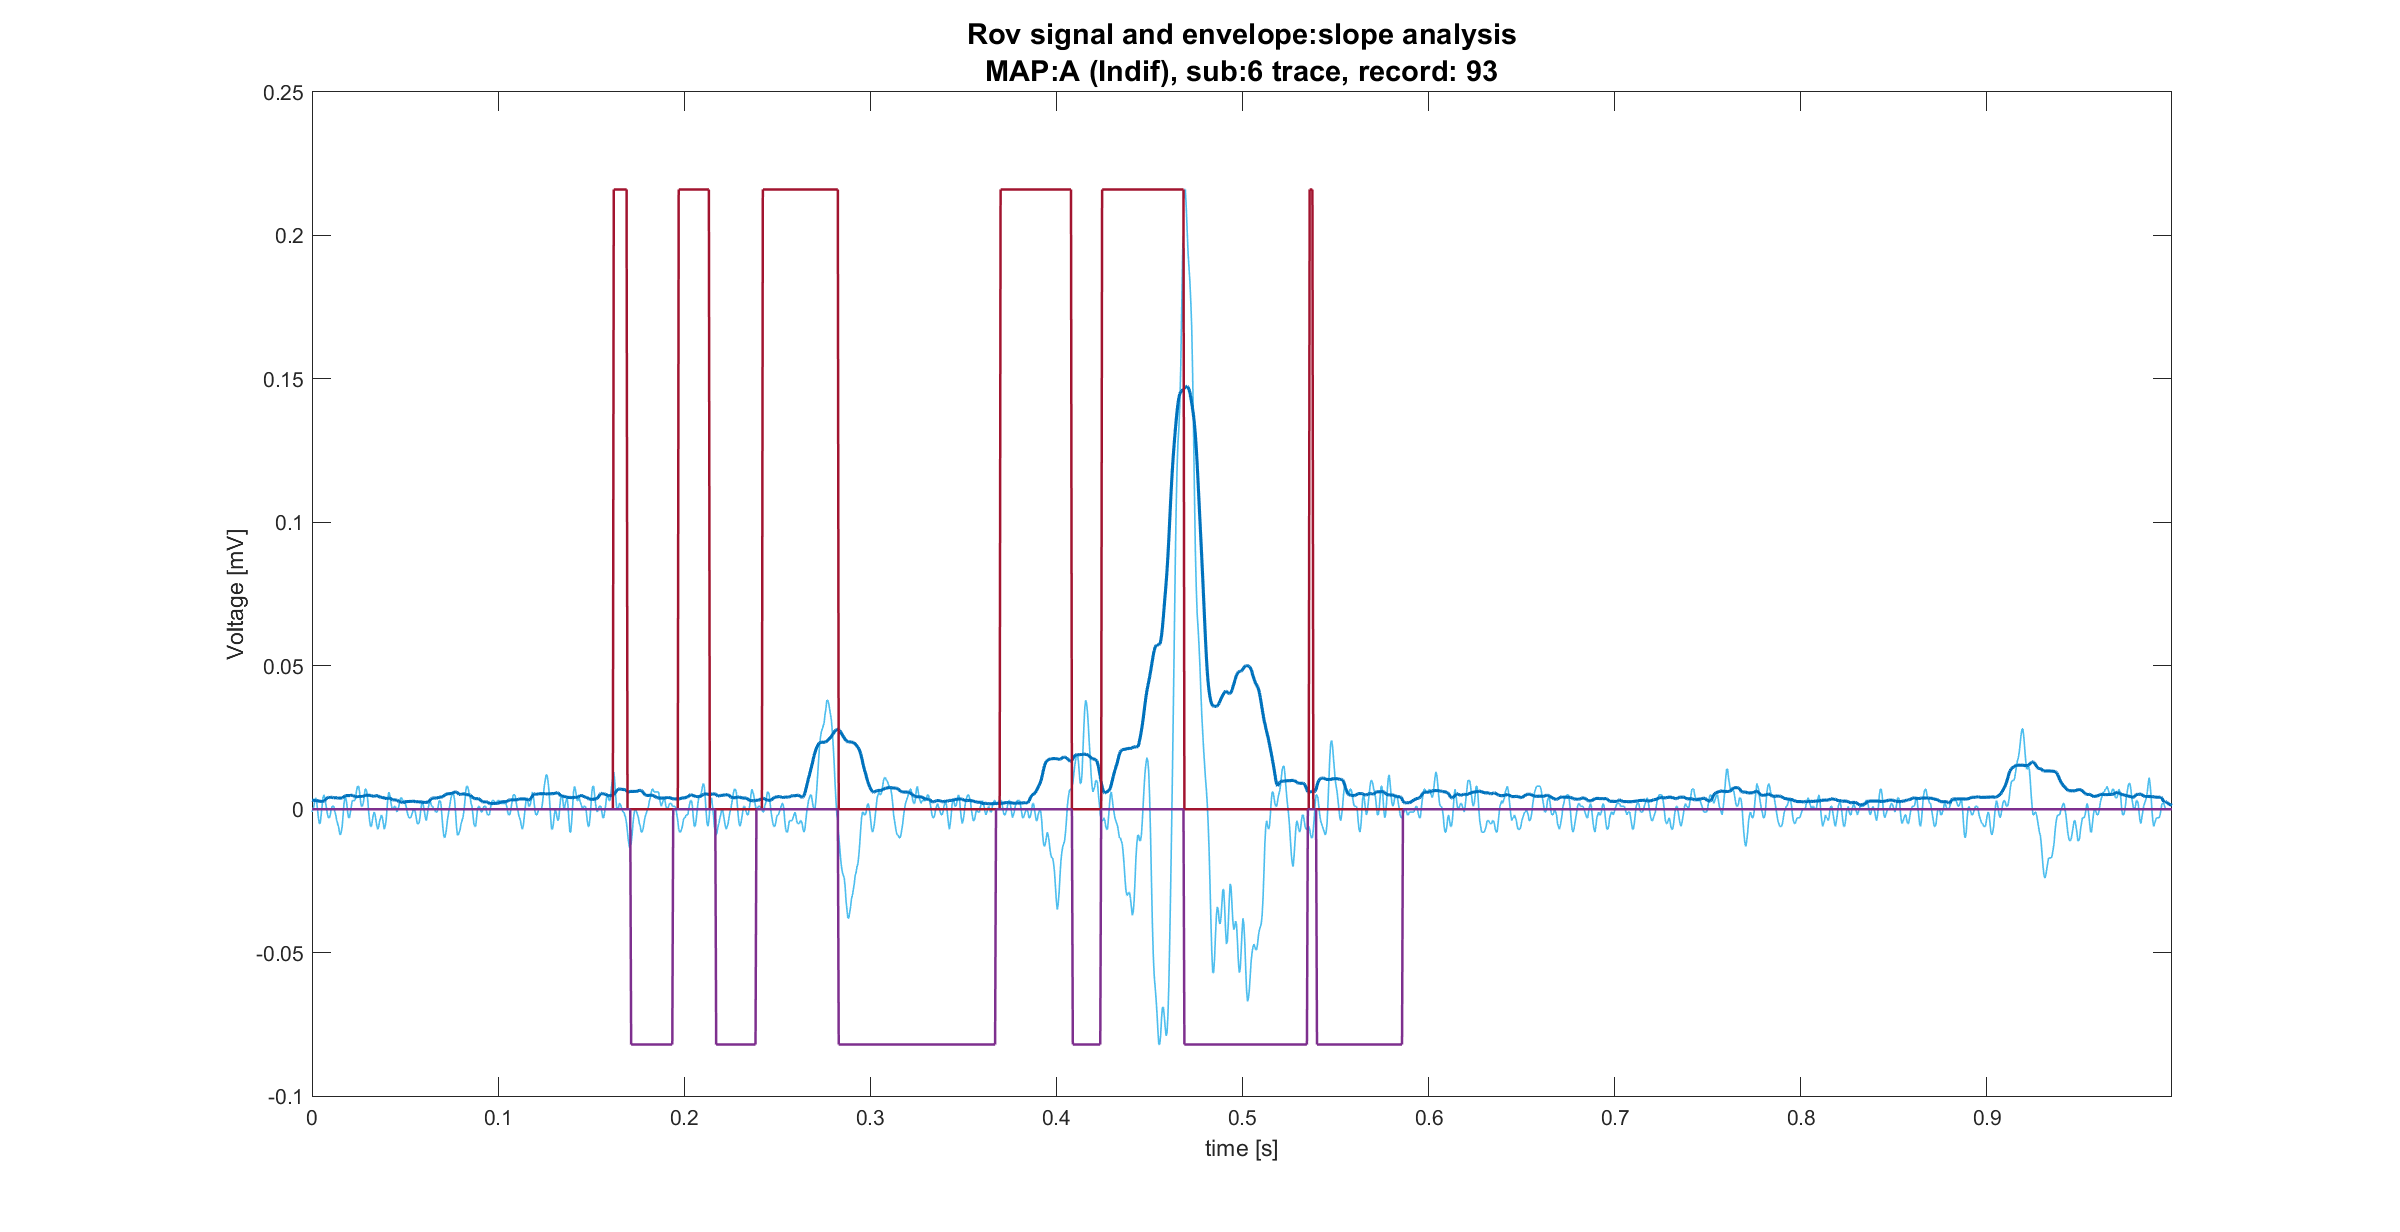 Rov signal and envelope:slope analysis
MAP:A (Indif), sub:6 trace, record: 93
0.25
0.2
0.15
0.1
0.05
0
-0.05
-0.1
Voltage [mV]
0 0.1 0.2 0.3 0.4 0.5 0.6 0.7 0.8 0.9
time [s]